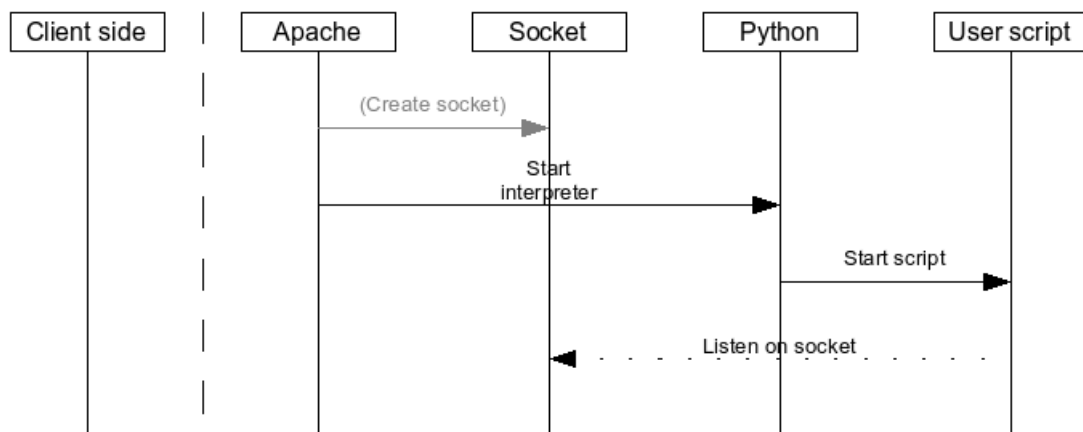 Client side
Apache
Socket
Python
User script
(Create socket)
Start
interpreter
Start script
Listen on socket